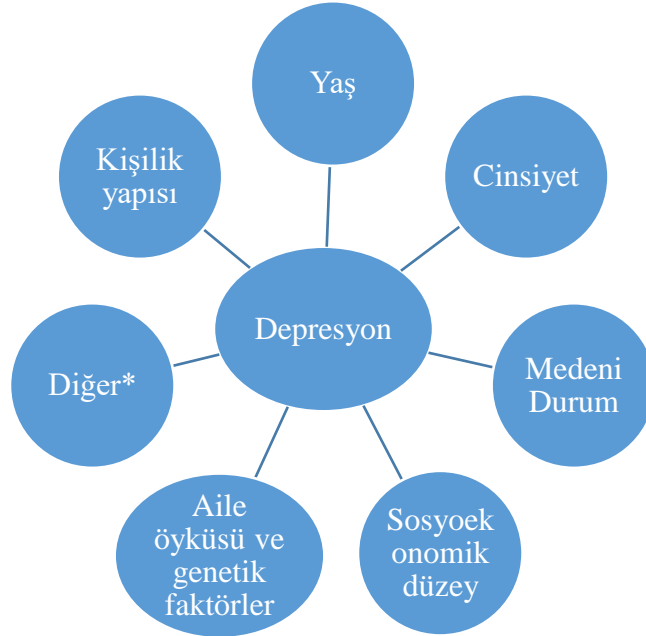 Yaş
Kişilik
yapısı
Cinsiyet
Depresyon
Diğer*
Medeni
Durum
Aile
öyküsü ve
genetik
faktörler
Sosyoek
onomik
düzey